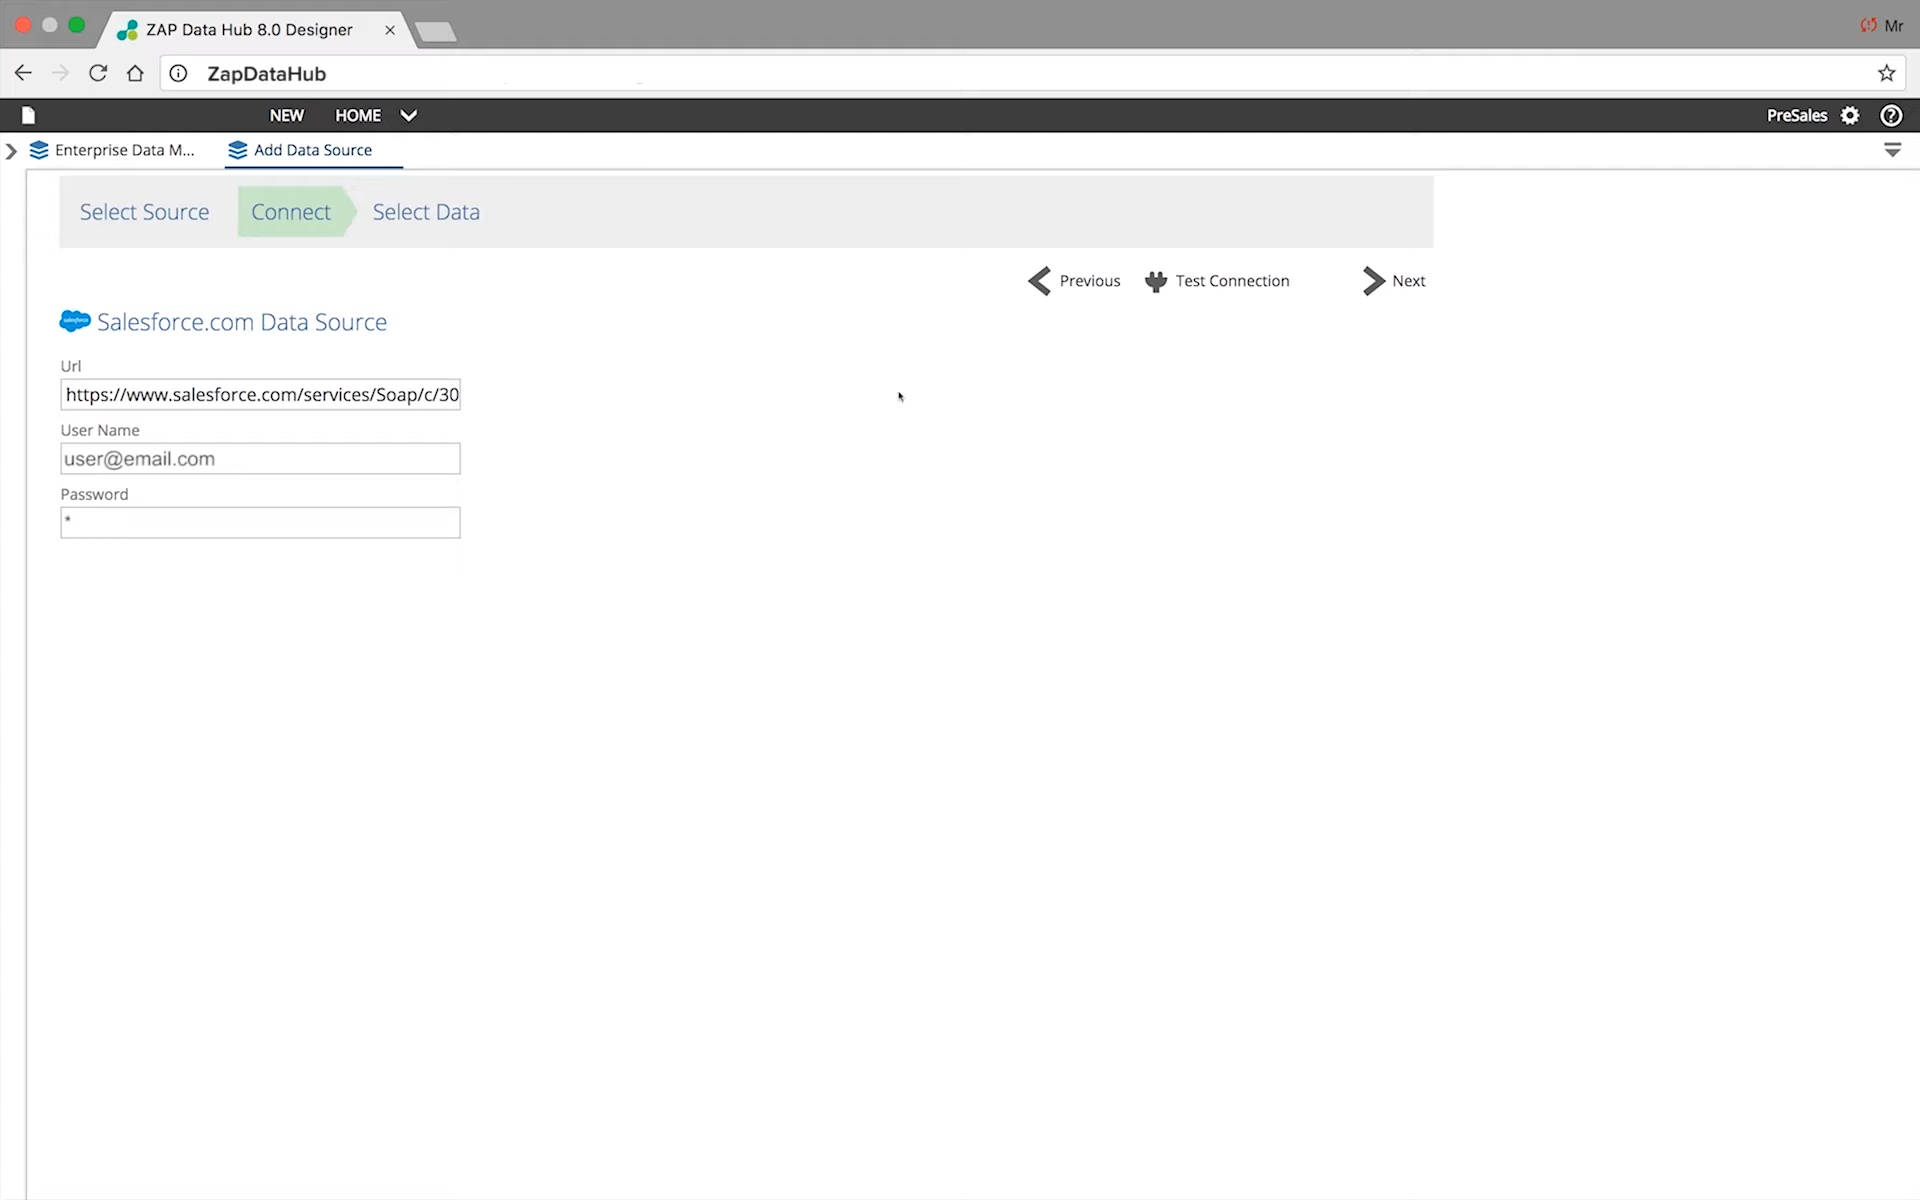 ZAP Data Hub 8.0 Designer
Mr
ZapDataHub
NEW HOME
PreSales
Enterprise Data M...
Add Data Source
Select Source Connect Select Data
Previous Test Connection Next
Salesforce.com Data Source
Url
https://www.salesforce.com/services/Soap/c/30
User Name
user@email.com
Password
*